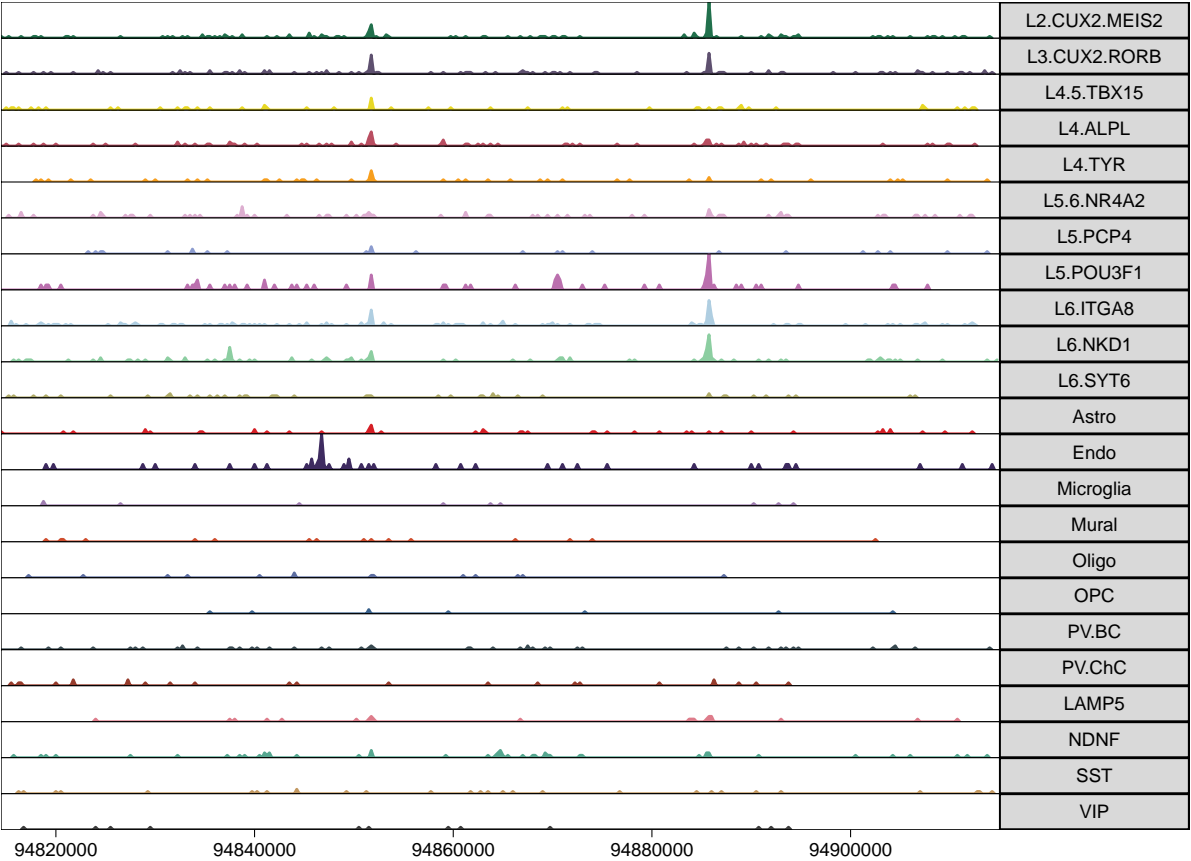 L2.CUX2.MEIS2
L3.CUX2.RORB
L4.5.TBX15
L4.ALPL
L4.TYR
L5.6.NR4A2
L5.PCP4
L5.POU3F1
L6.ITGA8
L6.NKD1
L6.SYT6
Astro
Endo
Microglia
Mural
Oligo
OPC
PV.BC
PV.ChC
LAMP5
NDNF
SST
VIP
94820000 94840000 94860000 94880000 94900000